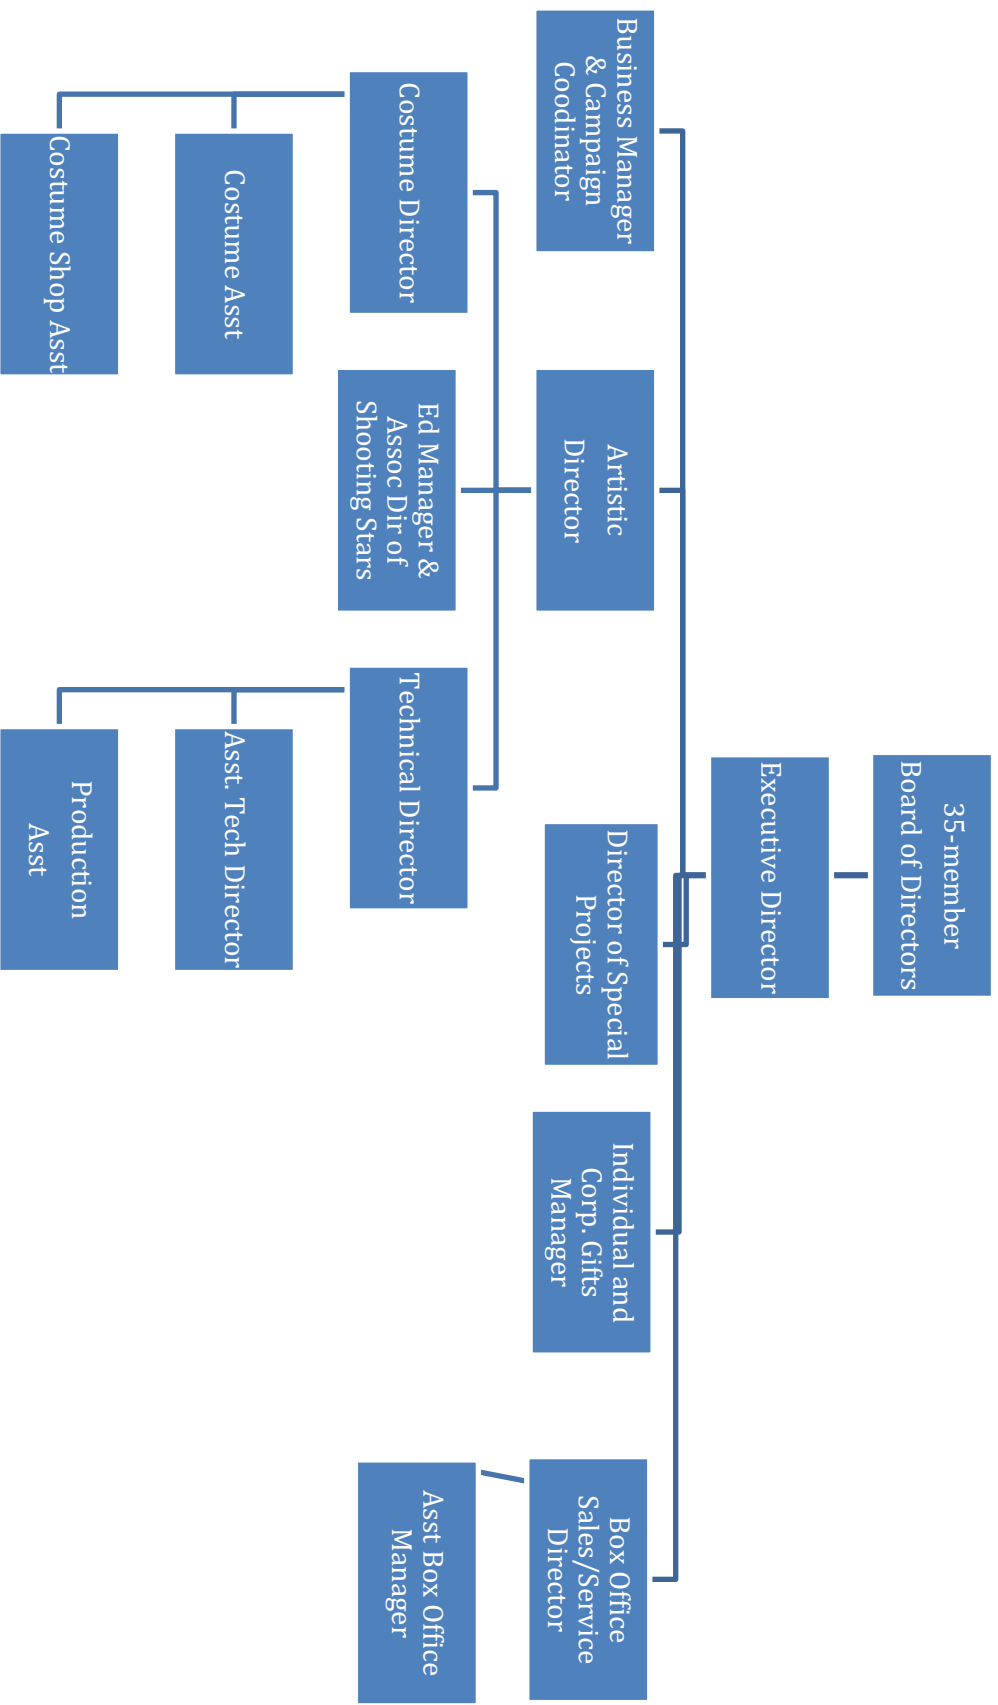 35-member
Board of Directors
Executive Director
Business Manager
& Campaign
Coodinator
Artistic
Director
Director of Special
Projects
Individual and
Corp. Gifts
Manager
Box Office
Sales/Service
Director
Costume Director
Ed Manager &
Assoc Dir of
Shooting Stars
Technical Director
Asst Box Office
Manager
Costume Asst
Asst. Tech Director
Costume Shop Asst
Production
Asst